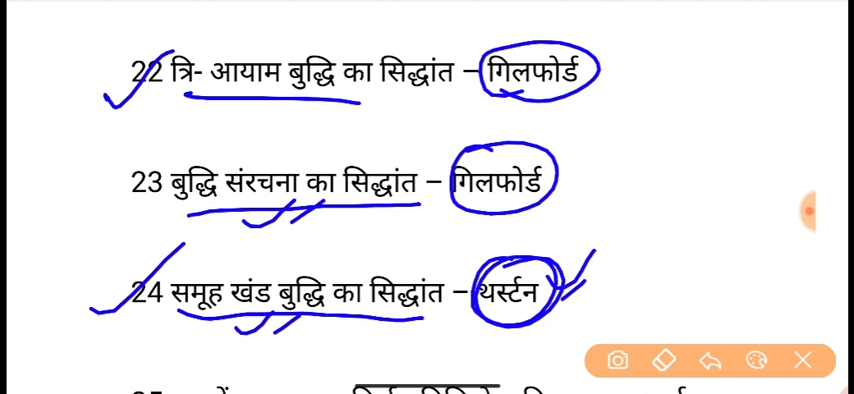 22 त्रि- आयाम बुद्धि का सिद्धांत – गिलफोर्ड
23 बुद्धि संरचना का सिद्धांत – गिलफोर्ड
24 समूह खंड बुद्धि का सिद्धांत – थर्स्टन